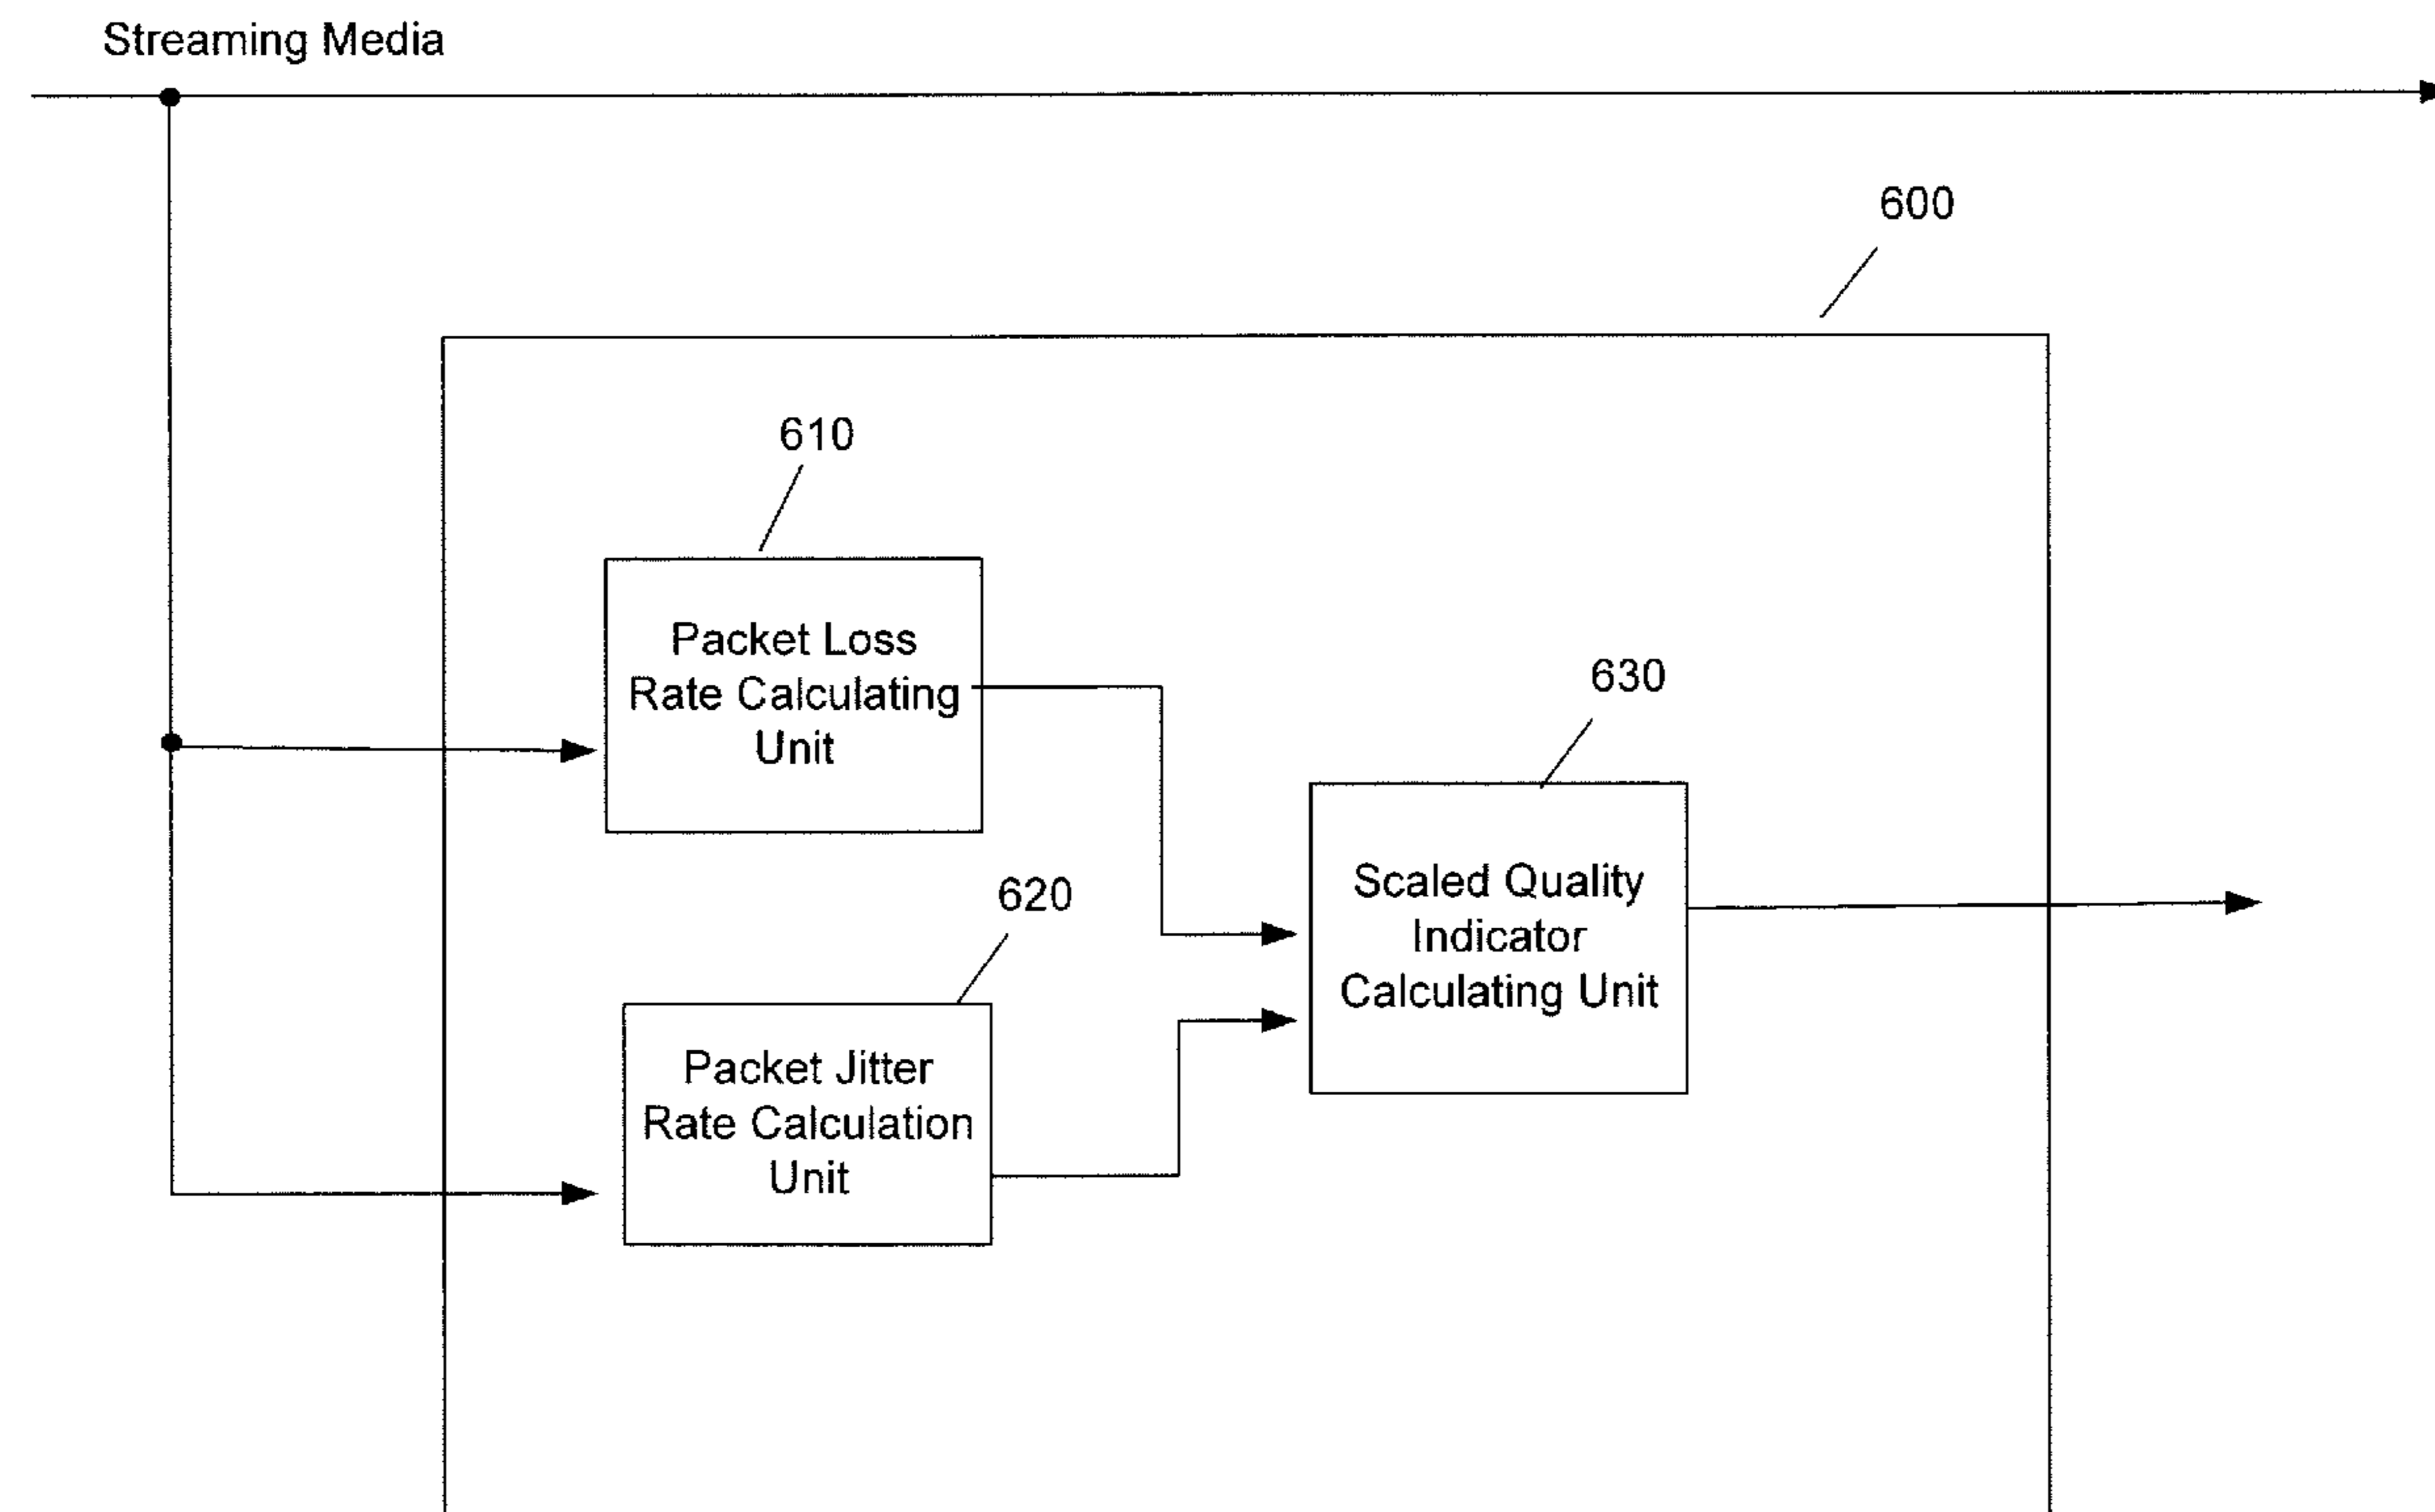 Streaming Media
600
610
Packet Loss
Rate Calculating
Unit
630
Scaled Quality
Indicator
Calculating Unit
620
Packet Jitter
Rate Calculation
Unit